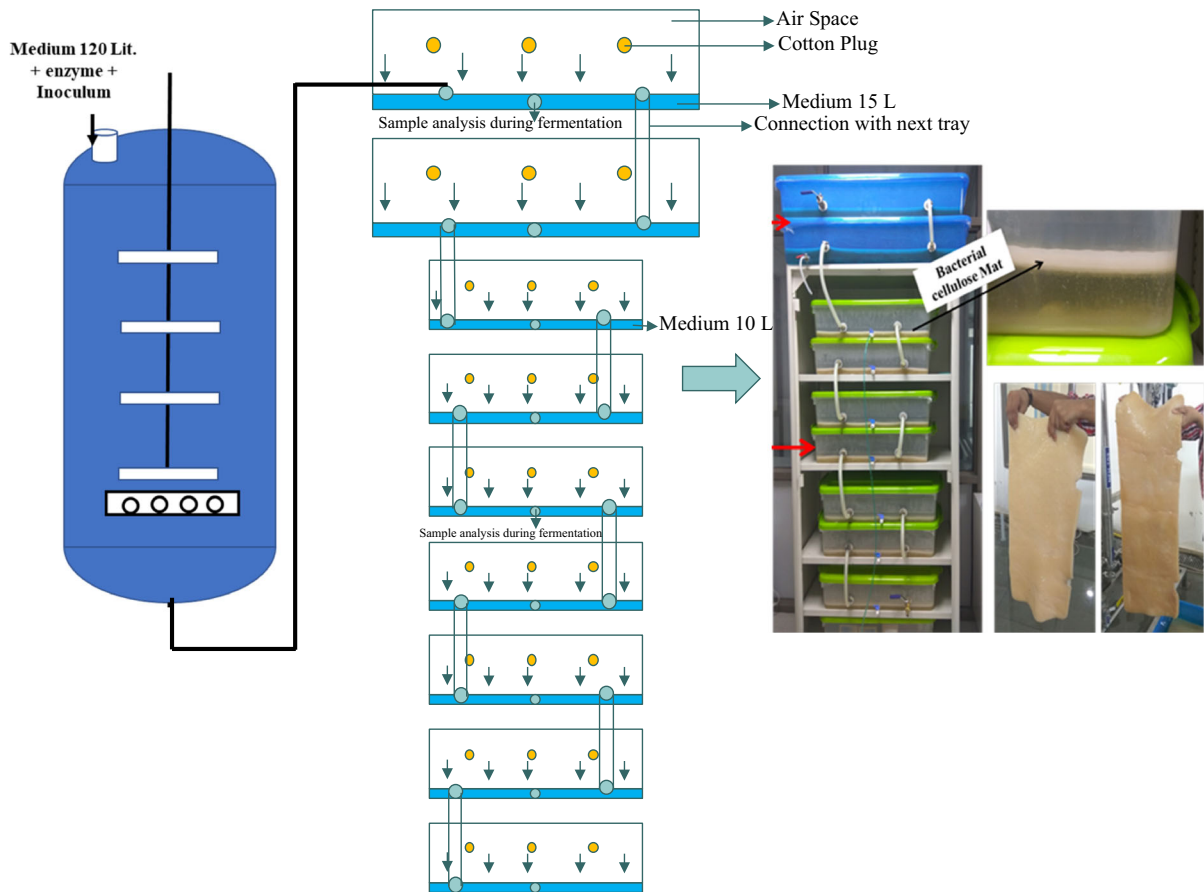 Medium 120 Lit.
+ enzyme +
Inoculum
Air Space
Cotton Plug
Medium 15 L
Sample analysis during fermentation
Connection with next tray
Bacterial
cellulose Mat
Medium 10 L
Sample analysis during fermentation